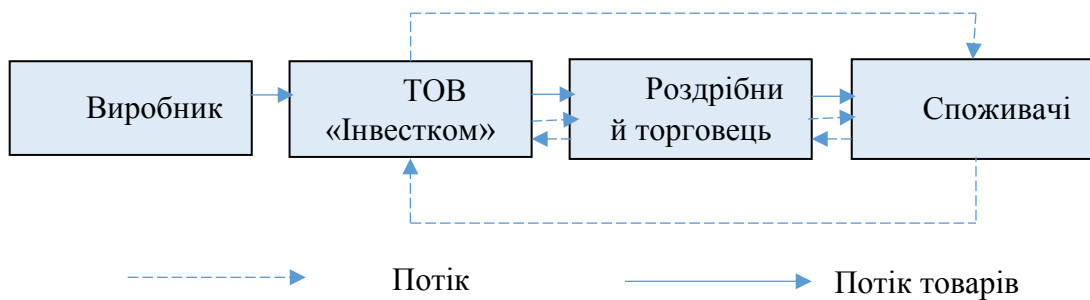 Виробник
ТОВ
«Інвестком»
Роздрібни
й торговець
Споживачі
Потік
Потік товарів